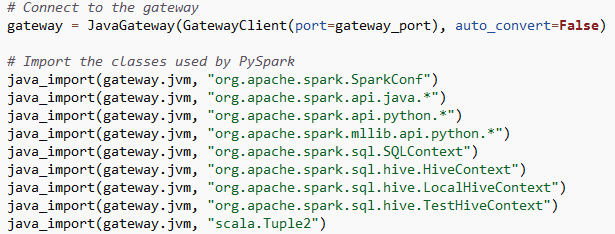 # Connect to the gateway
gateway = JavaGateway(GatewayClient(port=gateway_port), auto_convert=False)
# Import the classes used by PySpark
java_import(gateway.jvm, "org.apache.spark.SparkConf")
java_import(gateway.jvm, "org.apache.spark.api.java.*")
java_import(gateway.jvm, "org.apache.spark.api.python.*")
java_import(gateway.jvm, "org.apache.spark.mllib.api.python.*")
java_import(gateway.jvm, "org.apache.spark.sql.SQLContext")
java_import(gateway.jvm, "org.apache.spark.sql.hive.HiveContext")
java_import(gateway.jvm, "org.apache.spark.sql.hive.LocalHiveContext")
java_import(gateway.jvm, "org.apache.spark.sql.hive.TestHiveContext")
java_import(gateway.jvm, "scala.Tuple2")